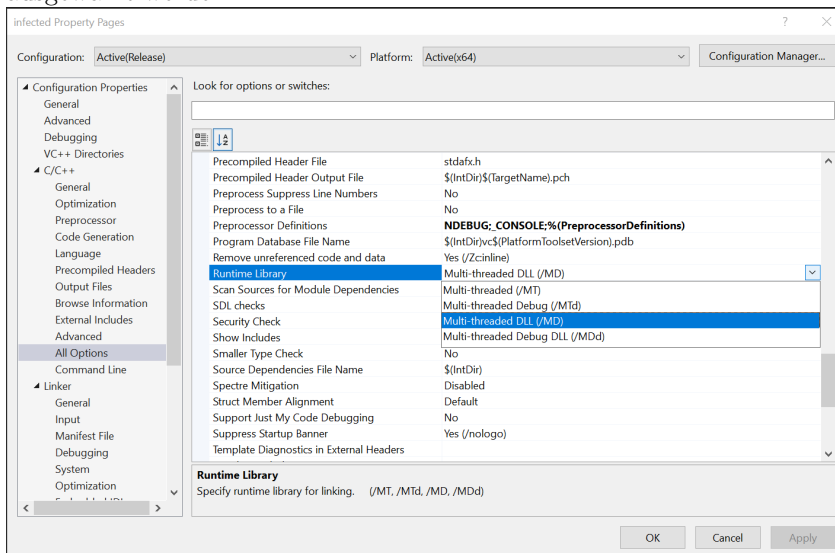 infected Property Pages
Configuration: Active(Release) Platform: Active(x64) Configuration Manager...
Configuration Properties
General
Advanced
Debugging
VC++ Directories
C/C++
General
Optimization
Preprocessor
Code Generation
Language
Precompiled Headers
Output Files
Browse Information
External Includes
Advanced
All Options
Command Line
Linker
General
Input
Manifest File
Debugging
System
Optimization
Look for options or switches:
Precompiled Header File stdafx.h
Precompiled Header Output File $(IntDir)$(TargetName).pch
Preprocess Suppress Line Numbers No
Preprocess to a File No
Preprocessor Definitions NDEBUG;_CONSOLE;%(PreprocessorDefinitions)
Program Database File Name $(IntDir)vc$(PlatformToolsetVersion).pdb
Remove unreferenced code and data Yes (/Zc:inline)
Runtime Library Multi-threaded DLL (/MD)
Scan Sources for Module Dependencies Multi-threaded (/MT)
SDL checks Multi-threaded Debug (/MTd)
Security Check Multi-threaded DLL (/MD)
Show Includes Multi-threaded Debug DLL (/MDd)
Smaller Type Check No
Source Dependencies File Name $(IntDir)
Spectre Mitigation Disabled
Struct Member Alignment Default
Support Just My Code Debugging No
Suppress Startup Banner Yes (/nologo)
Template Diagnostics in External Headers
Runtime Library
Specify runtime library for linking. (/MT, /MTd, /MD, /MDd)
OK Cancel Apply